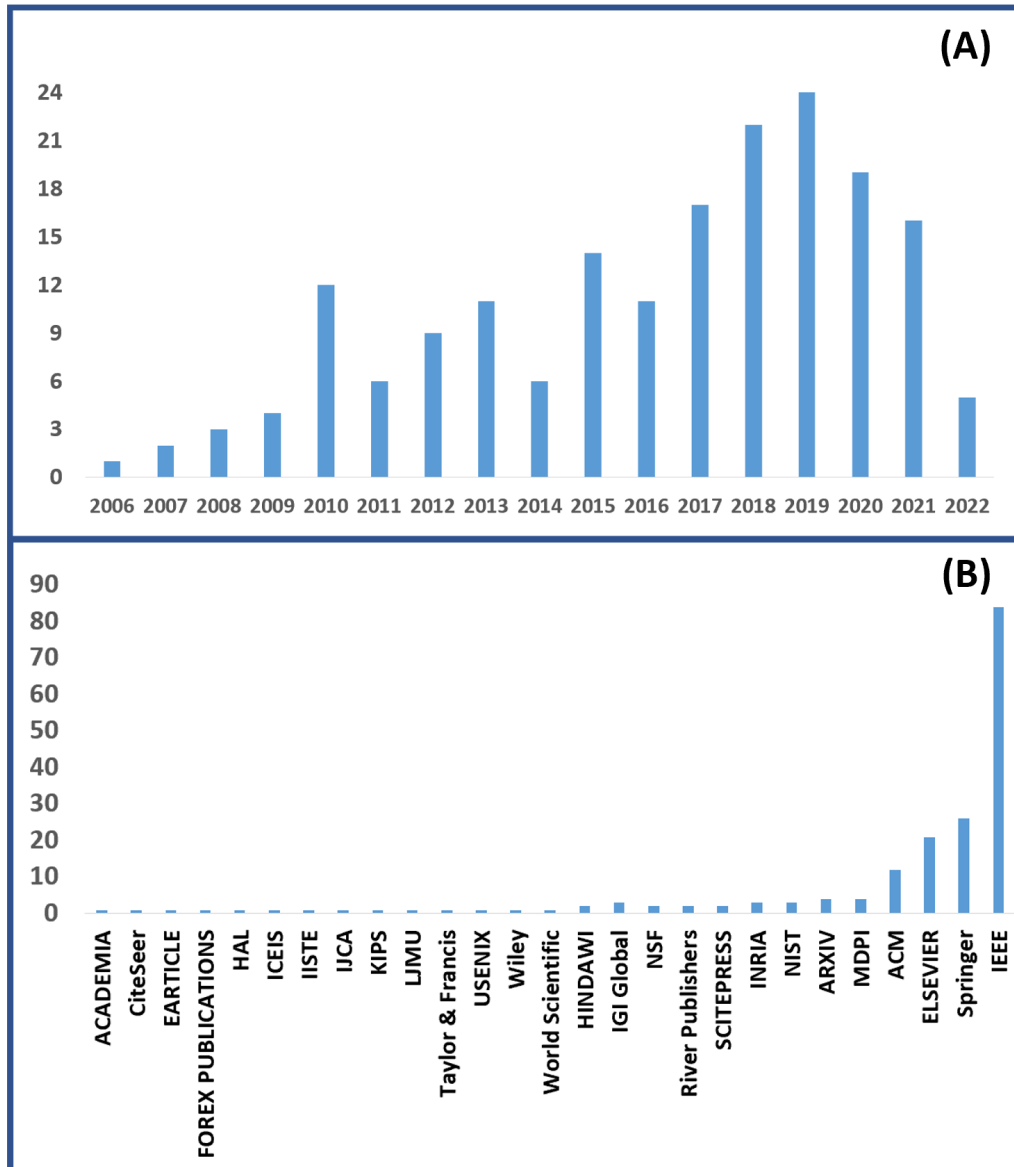 (A)
24
21
18
15
12
9
6
3
0
2006 2007 2008 2009 2010 2011 2012 2013 2014 2015 2016 2017 2018 2019 2020 2021 2022
(B)
90
80
70
60
50
40
30
20
10
0
ACADEMIA
CiteSeer
EARTICLE
FOREX PUBLICATIONS
HAL
ICEIS
IISTE
IJCA
KIPS
LJMU
Taylor & Francis
USENIX
Wiley
World Scientific
HINDAWI
IGI Global
NSF
River Publishers
SCITEPRESS
INRIA
NIST
ARXIV
MDPI
ACM
ELSEVIER
Springer
IEEE